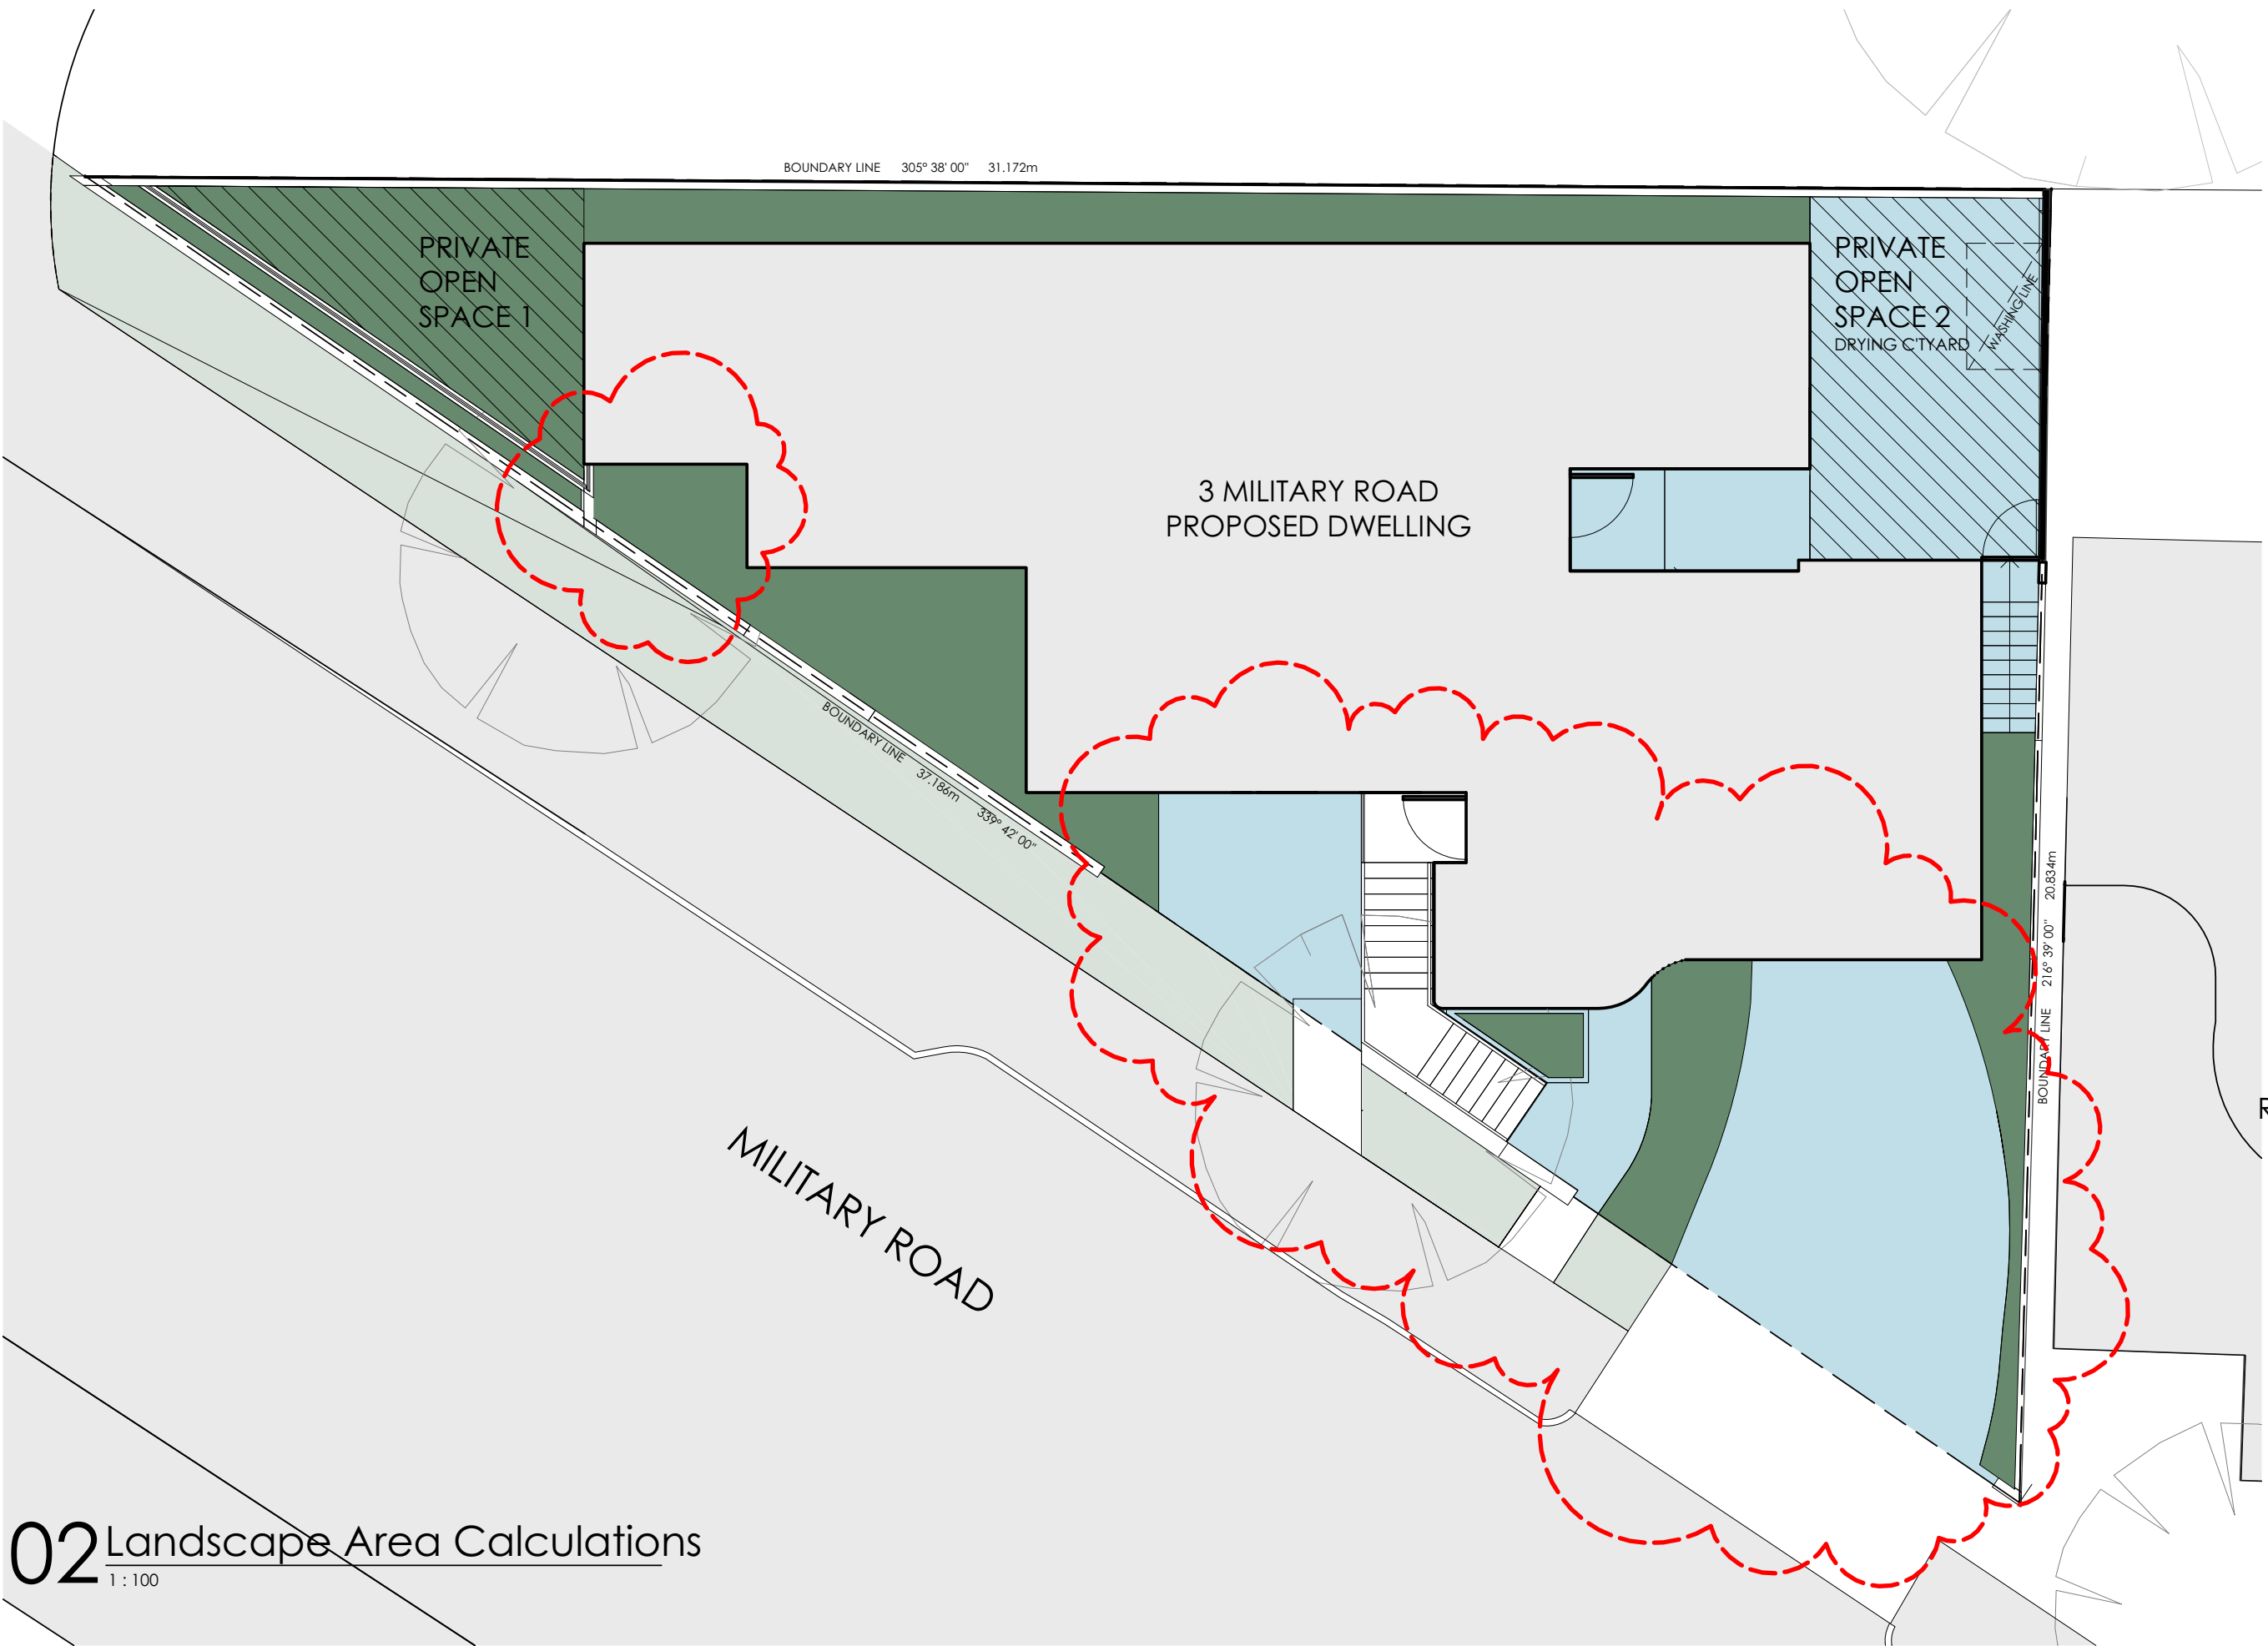 BOUNDARY LINE 305° 38' 00" 31.172m
PRIVATE
OPEN
SPACE 1
PRIVATE
OPEN
SPACE 2
DRYING C'TYARD
WASHING LINE
3 MILITARY ROAD
PROPOSED DWELLING
BOUNDARY LINE 37.186m 339° 42' 00"
BOUNDARY LINE 216° 39' 00" 20.834m
MILITARY ROAD
02 Landscape Area Calculations
1 : 100